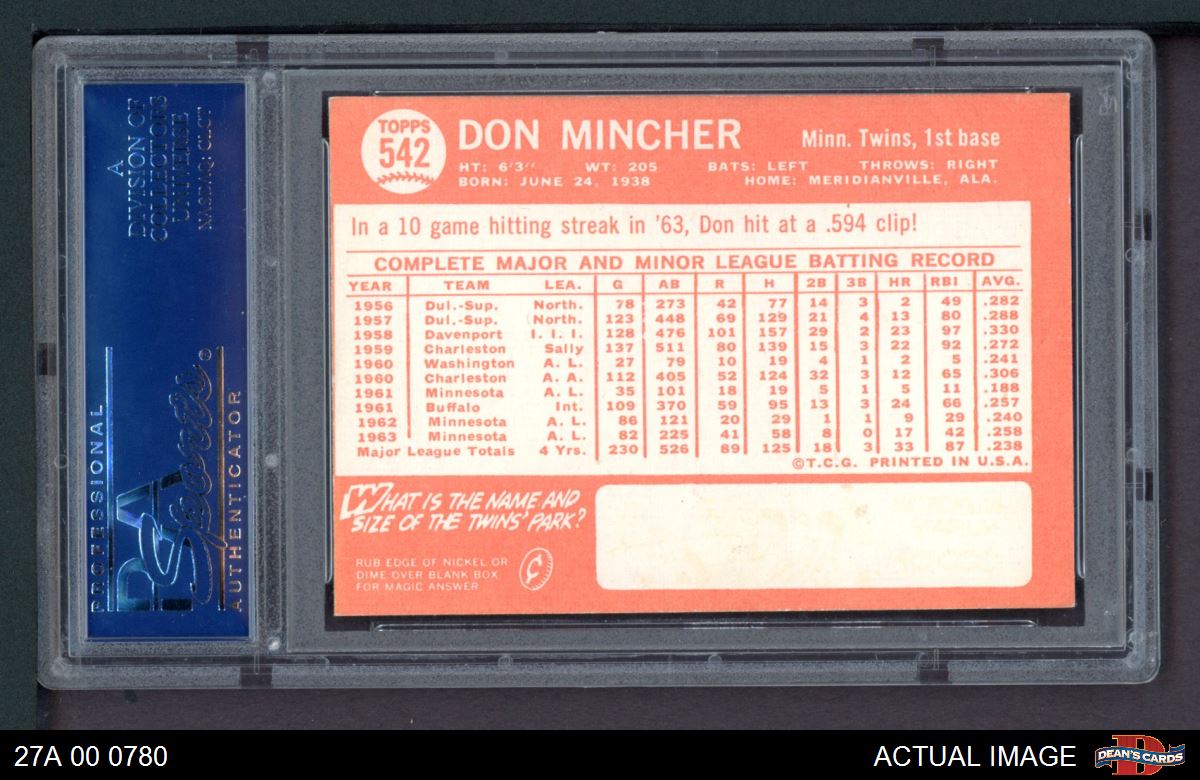 A
DIVISION OF
COLLECTORS
UNIVERSE
NASDAQ: CLCT
PROFESSIONAL
PSA
Sports
AUTHENTICATOR
TOPPS
542
DON MINCHER
Minn. Twins, 1st base
HT: 6'3" WT: 205 BATS: LEFT THROWS: RIGHT
BORN: JUNE 24, 1938 HOME: MERIDIANVILLE, ALA.
In a 10 game hitting streak in '63, Don hit at a .594 clip!
COMPLETE MAJOR AND MINOR LEAGUE BATTING RECORD
YEAR TEAM LEA. G AB R H 2B 3B HR RBI AVG.
1956 Dul.-Sup. North. 78 273 42 77 14 3 2 49 .282
1957 Dul.-Sup. North. 123 448 69 129 21 4 13 80 .288
1958 Davenport I. I. I. 128 476 101 157 29 2 23 97 .330
1959 Charleston Sally 137 511 80 139 15 3 22 92 .272
1960 Washington A. L. 27 79 10 19 4 1 2 5 .241
1960 Charleston A. A. 112 405 52 124 32 3 12 65 .306
1961 Minnesota A. L. 35 101 18 19 5 1 5 11 .188
1961 Buffalo Int. 109 370 59 95 13 3 24 66 .257
1962 Minnesota A. L. 86 121 20 29 1 1 9 29 .240
1963 Minnesota A. L. 82 225 41 58 8 0 17 42 .258
Major League Totals 4 Yrs. 230 526 89 125 18 3 33 87 .238
©T.C.G. PRINTED IN U.S.A.
WHAT IS THE NAME AND
SIZE OF THE TWINS' PARK?
RUB EDGE OF NICKEL OR
DIME OVER BLANK BOX
FOR MAGIC ANSWER
¢
27A 00 0780
ACTUAL IMAGE
D
DEAN'S CARDS